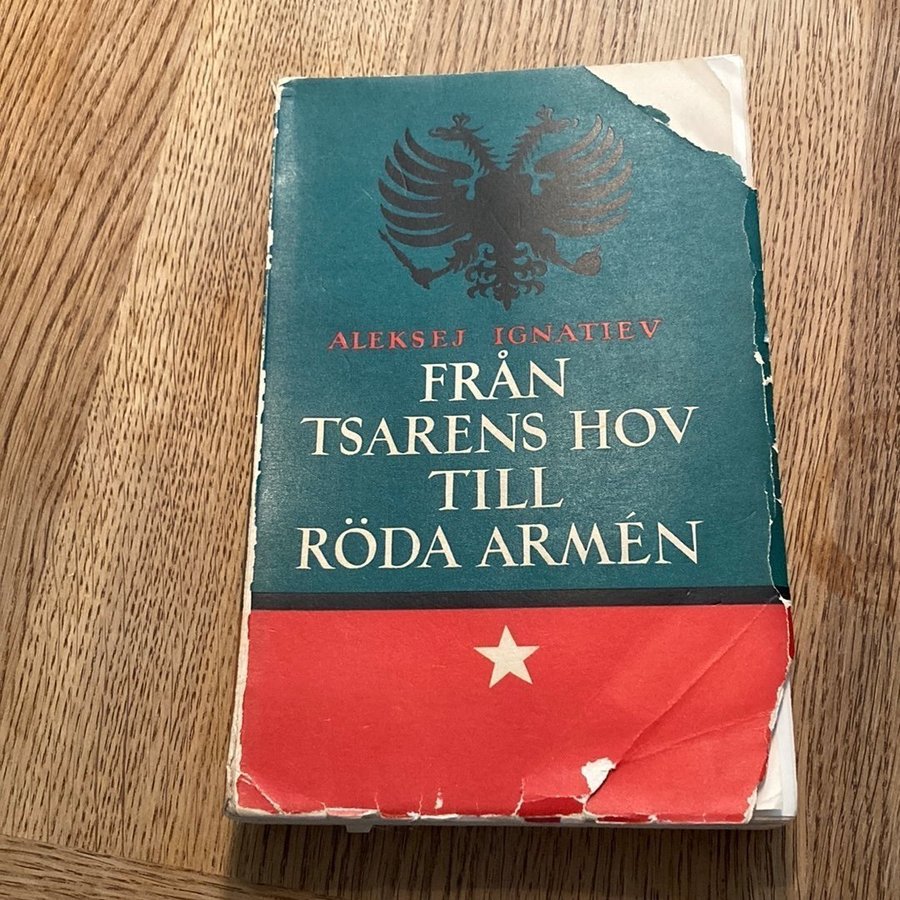 ALEKSEJ IGNATIEV
FRÅN
TSARENS HOV
TILL
RÖDA ARMÉN